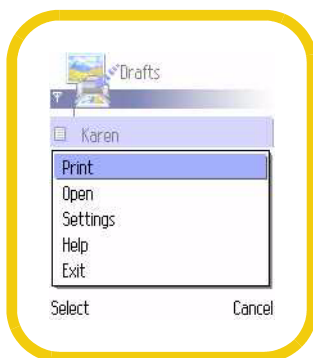 Drafts
Karen
Print
Open
Settings
Help
Exit
Select Cancel